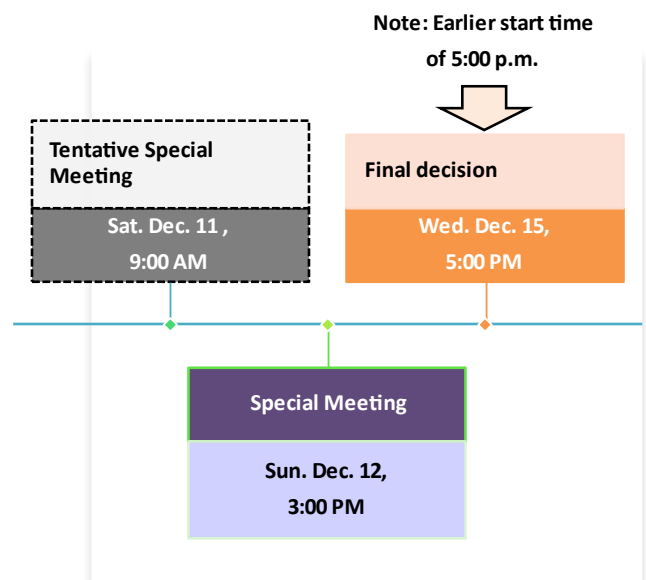 Note: Earlier start time
of 5:00 p.m.
Tentative Special
Meeting
Sat. Dec. 11 ,
9:00 AM
Final decision
Wed. Dec. 15,
5:00 PM
Special Meeting
Sun. Dec. 12,
3:00 PM